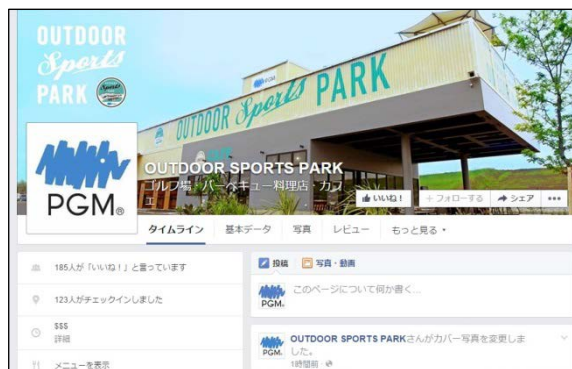 OUTDOOR
Sports
PARK
PGM
OUTDOOR Sports PARK
PGM®
OUTDOOR SPORTS PARK
ゴルフ場・バーベキュー料理店・カフ
ェ
いいね！ ＋フォローする シェア •••
タイムライン 基本データ 写真 レビュー もっと見る
185人が「いいね！」と言っています
123人がチェックインしました
$$$
詳細
メニューを表示
投稿 写真・動画
PGM
このページについて何か書く...
PGM
OUTDOOR SPORTS PARKさんがカバー写真を変更しま
した。
1時間前 ·